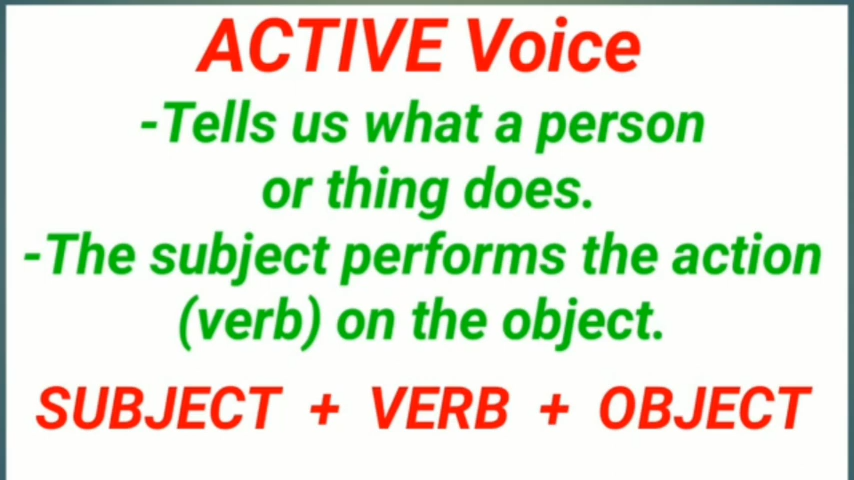 ACTIVE Voice
-Tells us what a person
or thing does.
-The subject performs the action
(verb) on the object.
SUBJECT + VERB + OBJECT